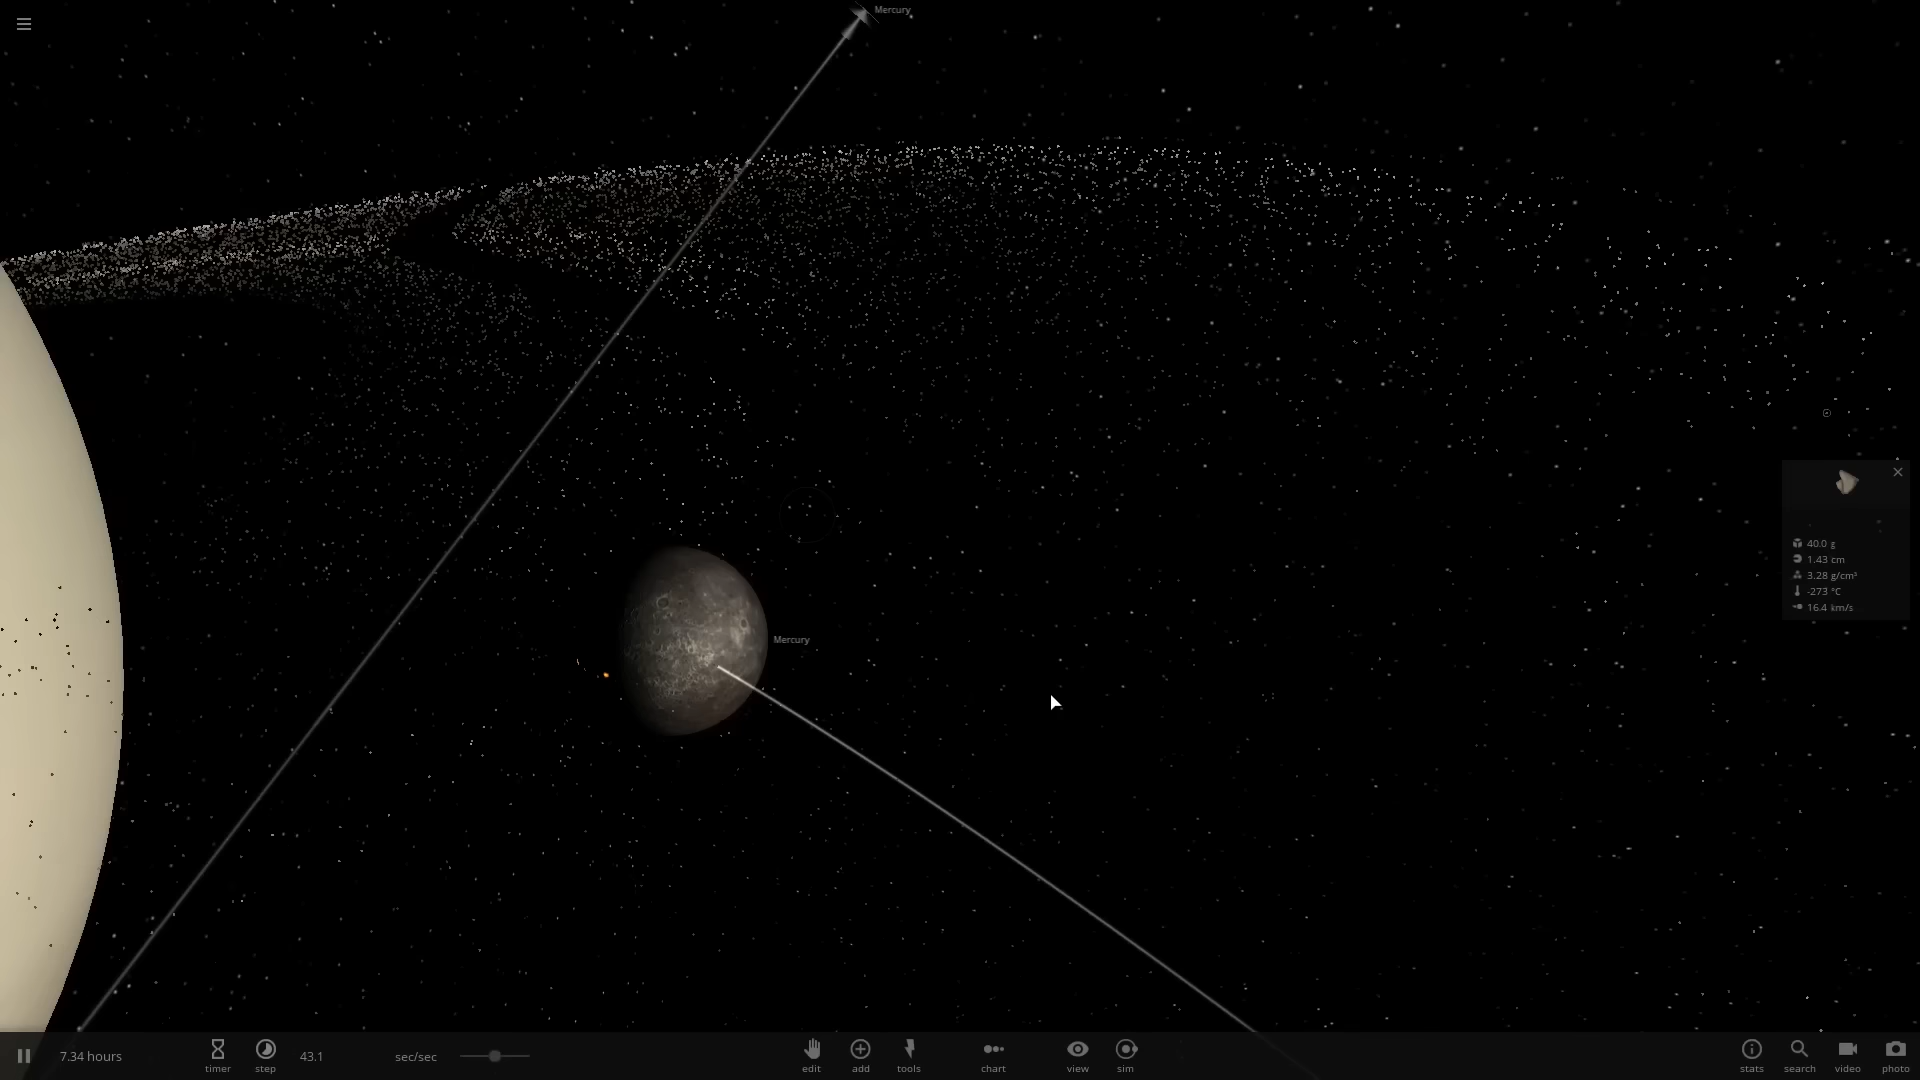 Mercury
Mercury
40.0 g
1.43 cm
3.28 g/cm³
-273 °C
16.4 km/s
7.34 hours
timer
step
43.1
sec/sec
edit
add
tools
chart
view
sim
stats
search
video
photo